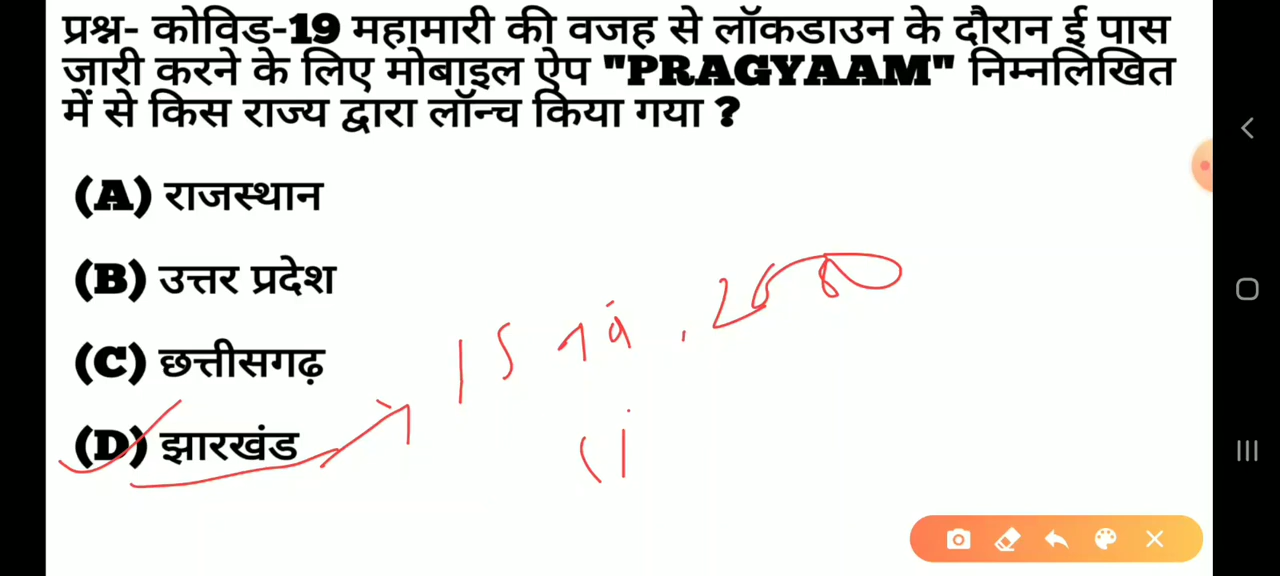 प्रश्न- कोविड-19 महामारी की वजह से लॉकडाउन के दौरान ई पास
जारी करने के लिए मोबाइल ऐप "PRAGYAAM" निम्नलिखित
में से किस राज्य द्वारा लॉन्च किया गया ?
(A) राजस्थान
(B) उत्तर प्रदेश
(C) छत्तीसगढ़
(D) झारखंड
15